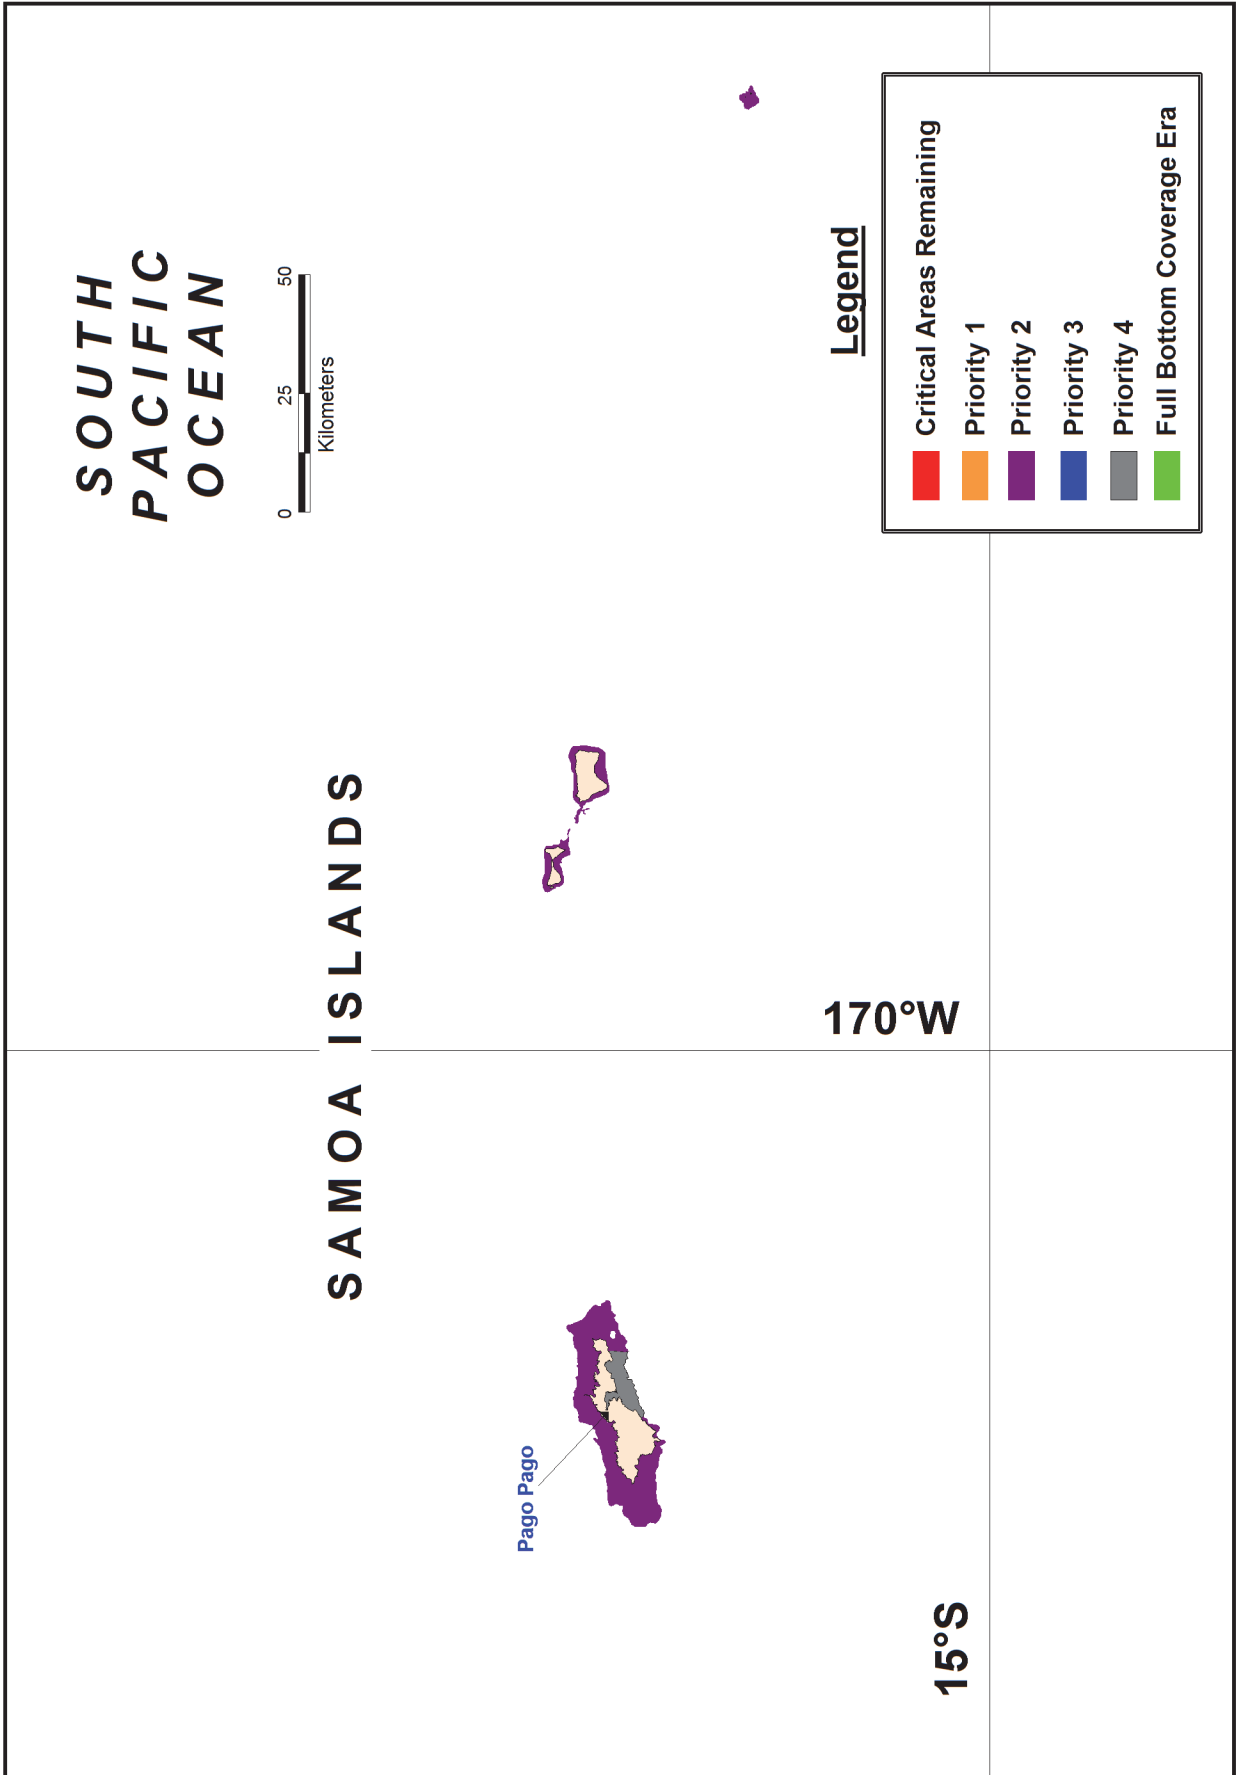 SOUTH
PACIFIC
OCEAN
0 25 50
Kilometers
SAMOA ISLANDS
Pago Pago
170°W
15°S
Legend
Critical Areas Remaining
Priority 1
Priority 2
Priority 3
Priority 4
Full Bottom Coverage Era